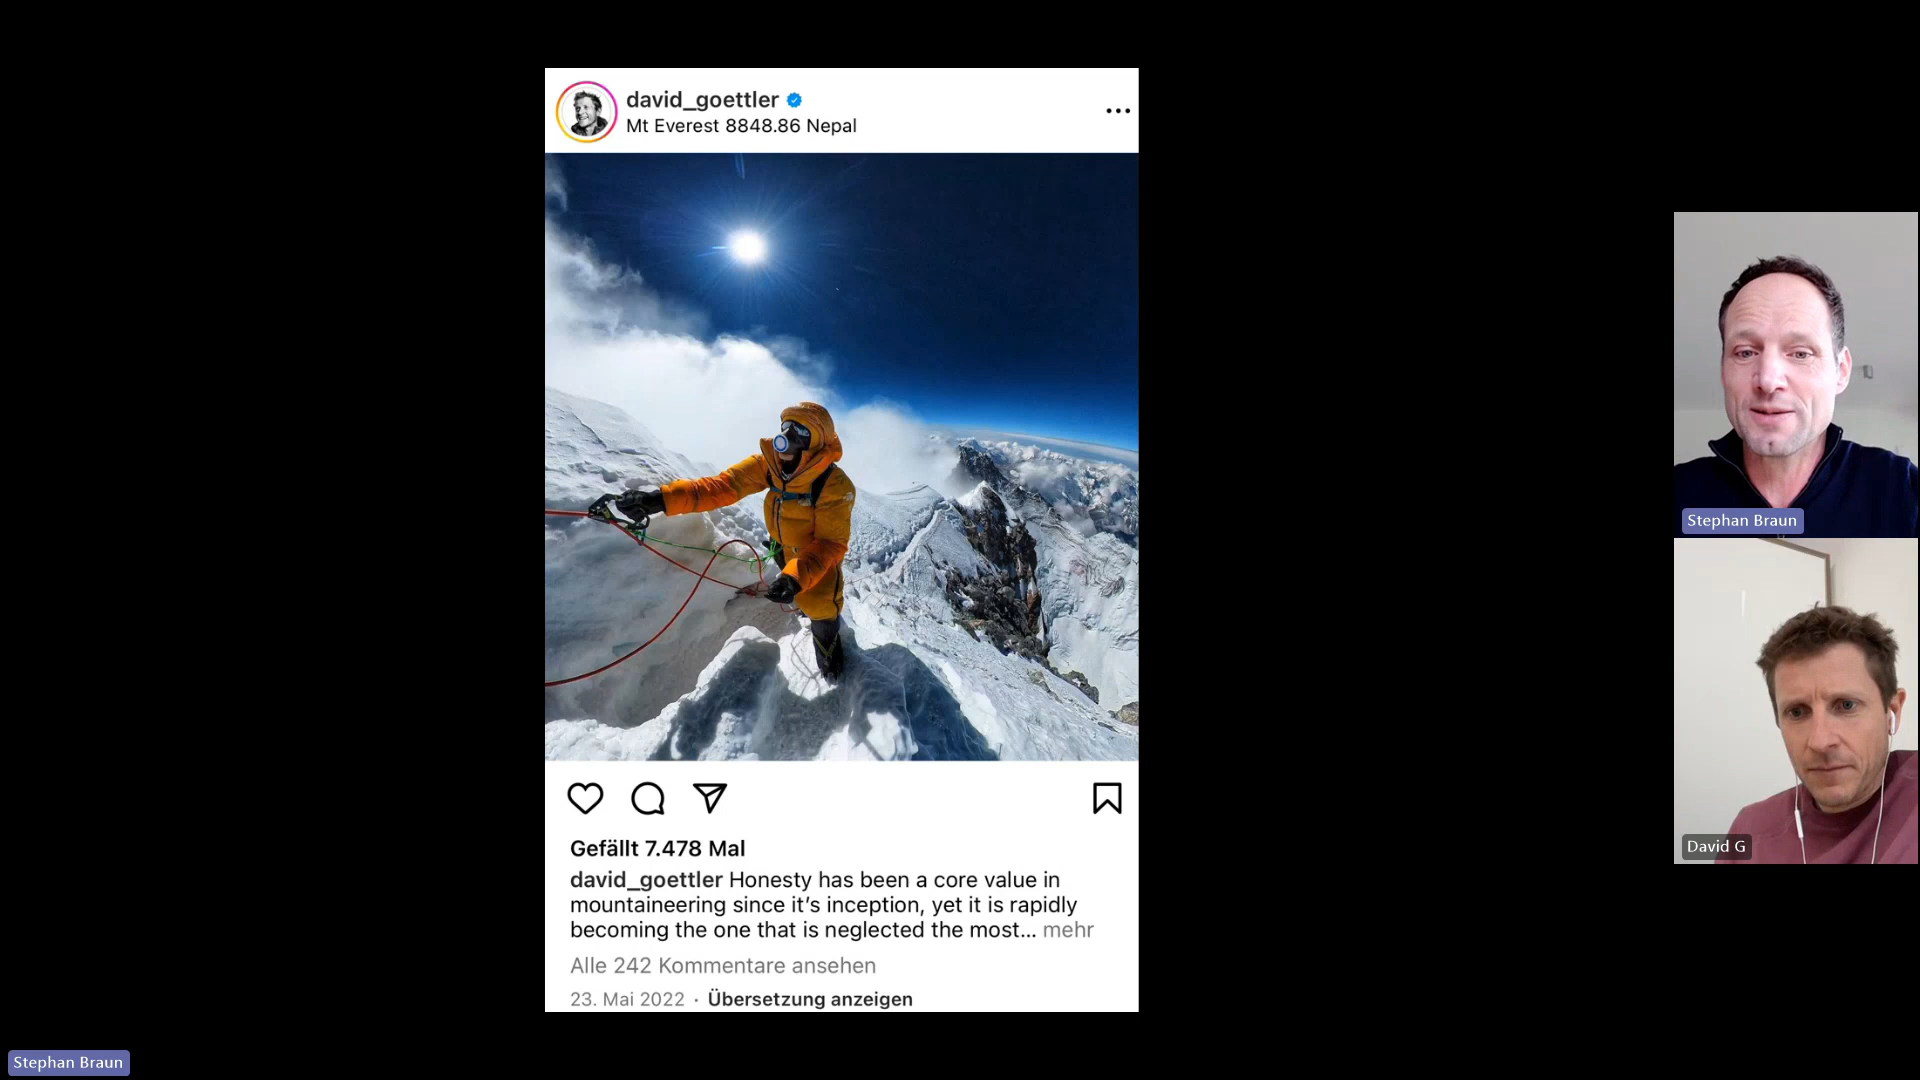 david_goettler
Mt Everest 8848.86 Nepal
Gefällt 7.478 Mal
david_goettler Honesty has been a core value in
mountaineering since it’s inception, yet it is rapidly
becoming the one that is neglected the most... mehr
Alle 242 Kommentare ansehen
23. Mai 2022 · Übersetzung anzeigen
Stephan Braun
David G
Stephan Braun